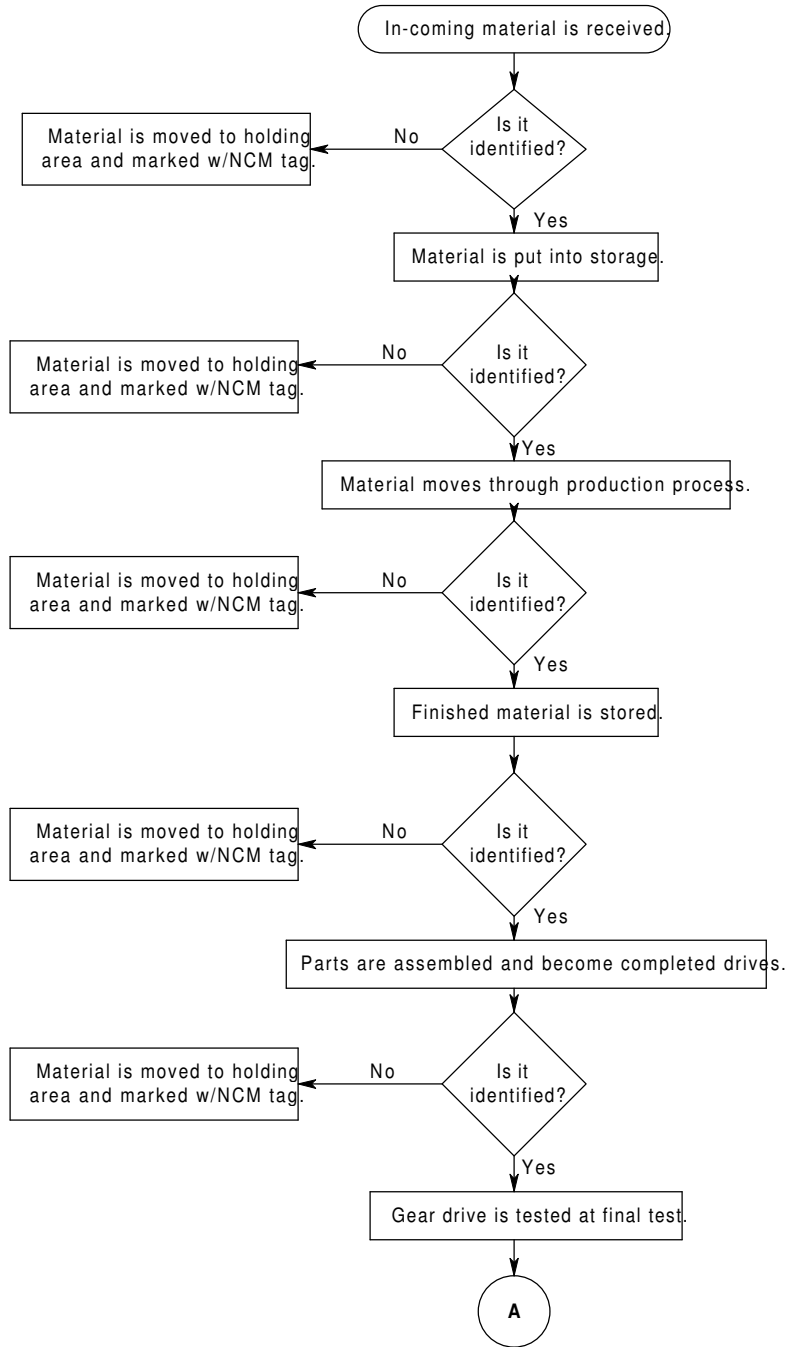 In-coming material is received.
Is it
identified?
No
Material is moved to holding
area and marked w/NCM tag.
Yes
Material is put into storage.
Is it
identified?
No
Material is moved to holding
area and marked w/NCM tag.
Yes
Material moves through production process.
Is it
identified?
No
Material is moved to holding
area and marked w/NCM tag.
Yes
Finished material is stored.
Is it
identified?
No
Material is moved to holding
area and marked w/NCM tag.
Yes
Parts are assembled and become completed drives.
Is it
identified?
No
Material is moved to holding
area and marked w/NCM tag.
Yes
Gear drive is tested at final test.
A